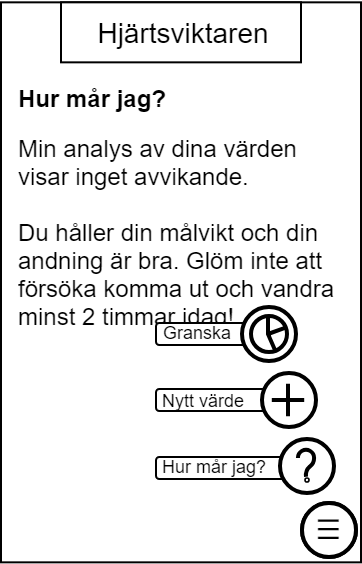 Hjärtsviktaren
Hur mår jag?
Min analys av dina värden
visar inget avvikande.
Du håller din målvikt och din
andning är bra. Glöm inte att
försöka komma ut och vandra
minst 2 timmar idag!
Granska
Nytt värde
Hur mår jag?
?